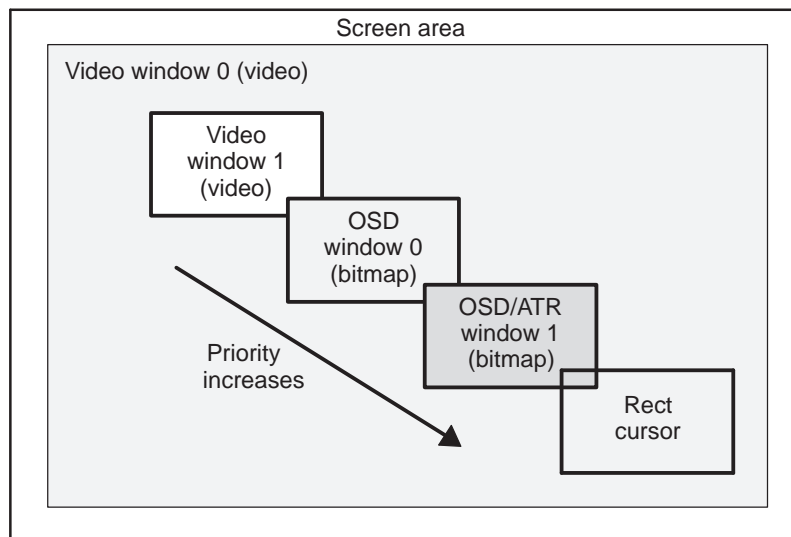 Screen area
Video window 0 (video)
Video
window 1
(video)
OSD
window 0
(bitmap)
OSD/ATR
window 1
(bitmap)
Priority
increases
Rect
cursor